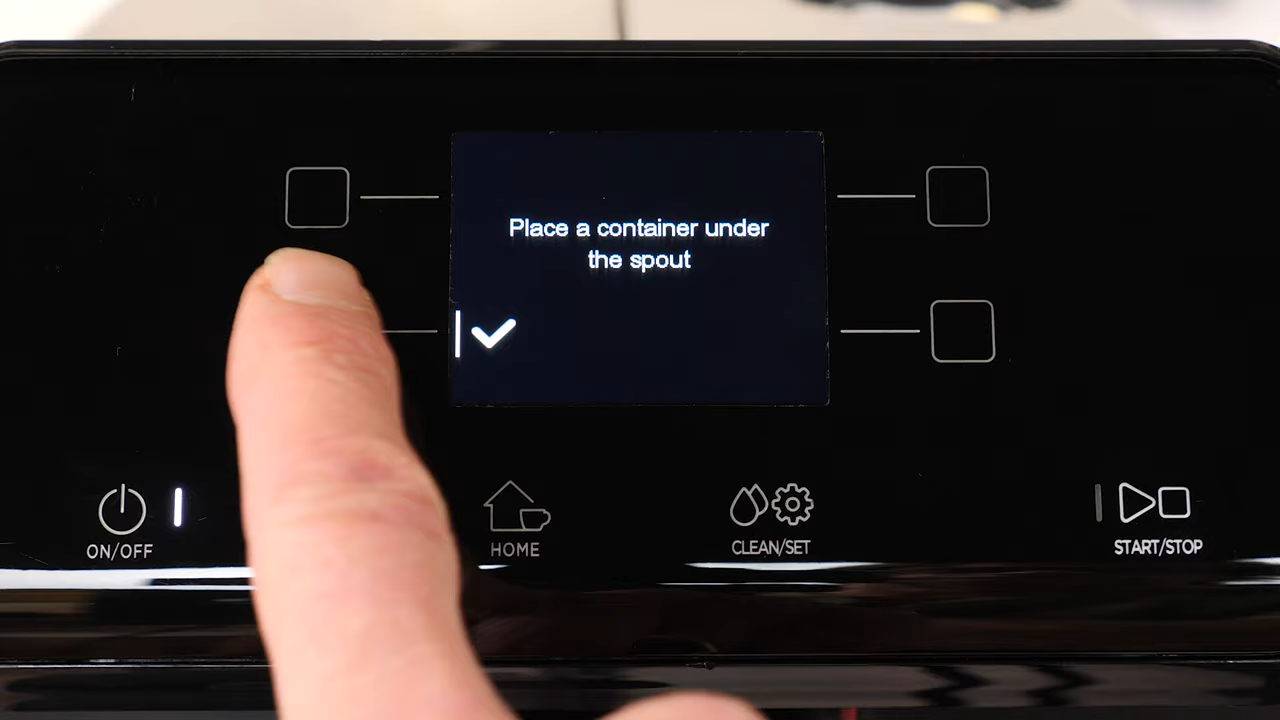 Place a container under
the spout
ON/OFF
HOME
CLEAN/SET
START/STOP